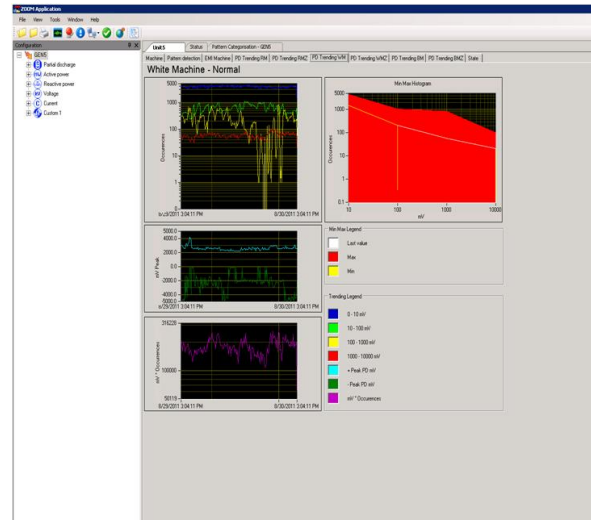 ZOOM Application
File View Tools Window Help
Configuration
GEN5
Partial discharge
Active power
Reactive power
Voltage
Current
Custom 1
Unit5 Status Pattern Categorisation - GEN5
Machine Pattern detection EMI Machine PD Trending RM PD Trending RMZ PD Trending WM PD Trending WMZ PD Trending BM PD Trending BMZ State
White Machine - Normal
5000
1000
100
10
1
0
Occurences
8/29/2011 3:04:11 PM 8/30/2011 3:04:11 PM
Min Max Histogram
5000
1000
100
10
1
0.1
Occurences
10 100 1000 10000
mV
5000.0
4000.0
2000.0
0.0
-2000.0
-4000.0
-5000.0
mV Peak
8/29/2011 3:04:11 PM 8/30/2011 3:04:11 PM
Min Max Legend
Last value
Max
Min
316228
100000
50119
mV * Occurences
8/29/2011 3:04:11 PM 8/30/2011 3:04:11 PM
Trending Legend
0 - 10 mV
10 - 100 mV
100 - 1000 mV
1000 - 10000 mV
+ Peak PD mV
- Peak PD mV
mV * Occurences